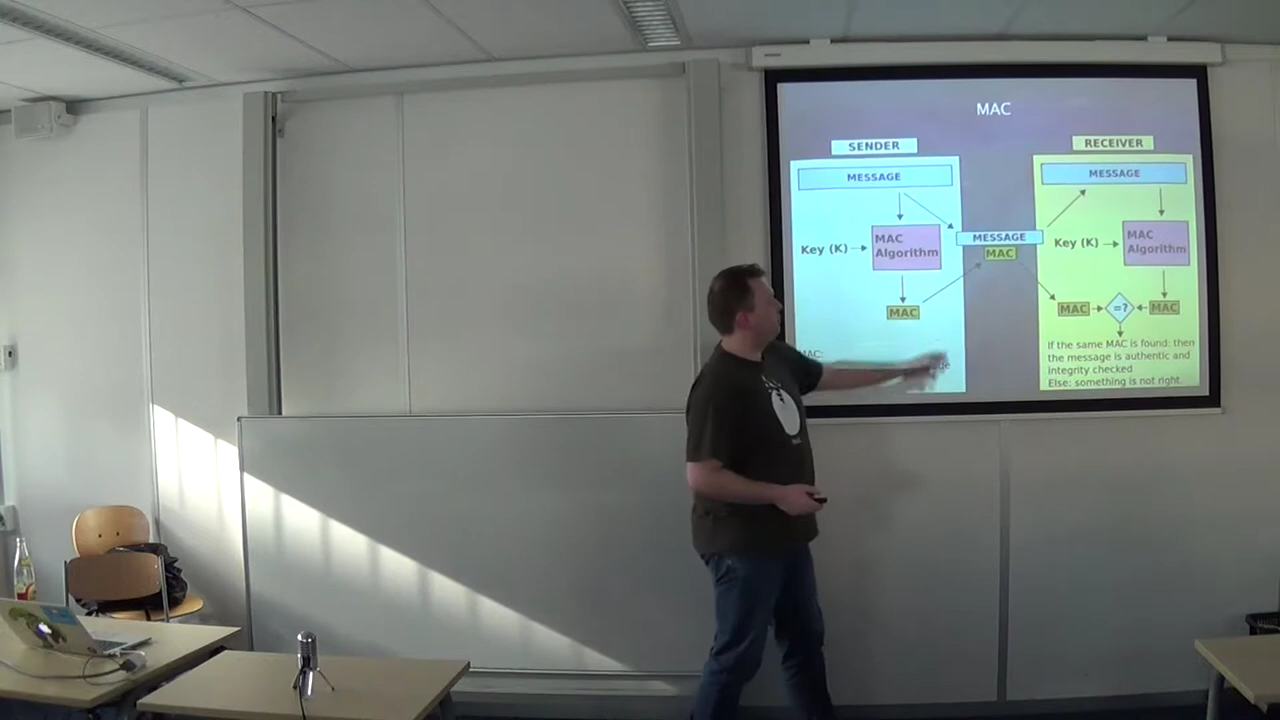 MAC
SENDER
MESSAGE
Key (K)
MAC
Algorithm
MAC
MAC:
MESSAGE
MAC
RECEIVER
MESSAGE
Key (K)
MAC
Algorithm
MAC
=?
MAC
If the same MAC is found: then
the message is authentic and
integrity checked
Else: something is not right.